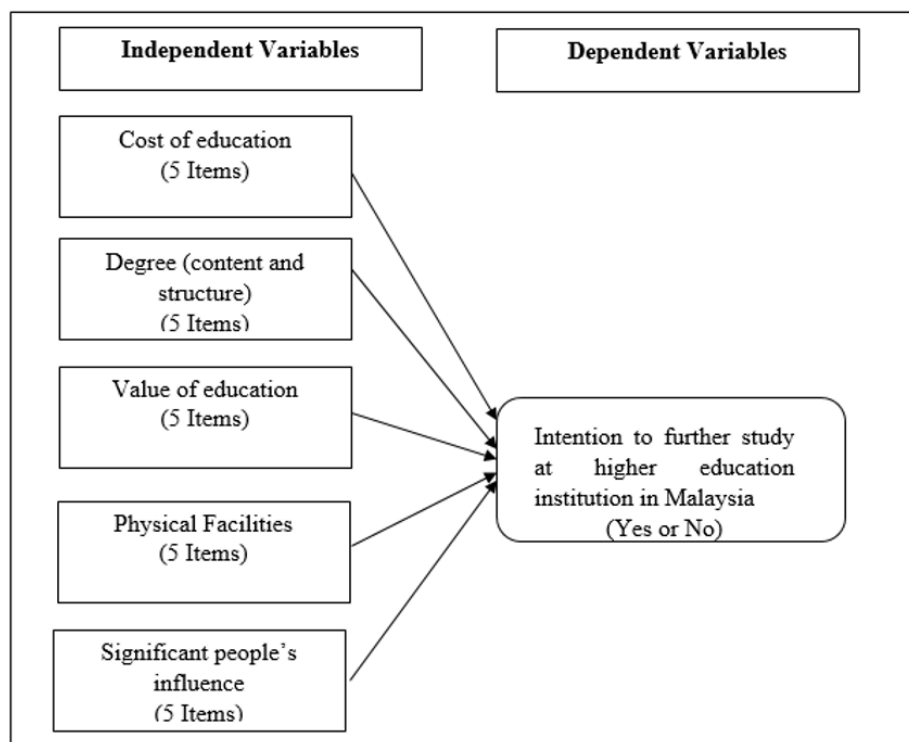 Independent Variables
Dependent Variables
Cost of education
(5 Items)
Degree (content and
structure)
(5 Items)
Value of education
(5 Items)
Physical Facilities
(5 Items)
Significant people’s
influence
(5 Items)
Intention to further study
at higher education
institution in Malaysia
(Yes or No)